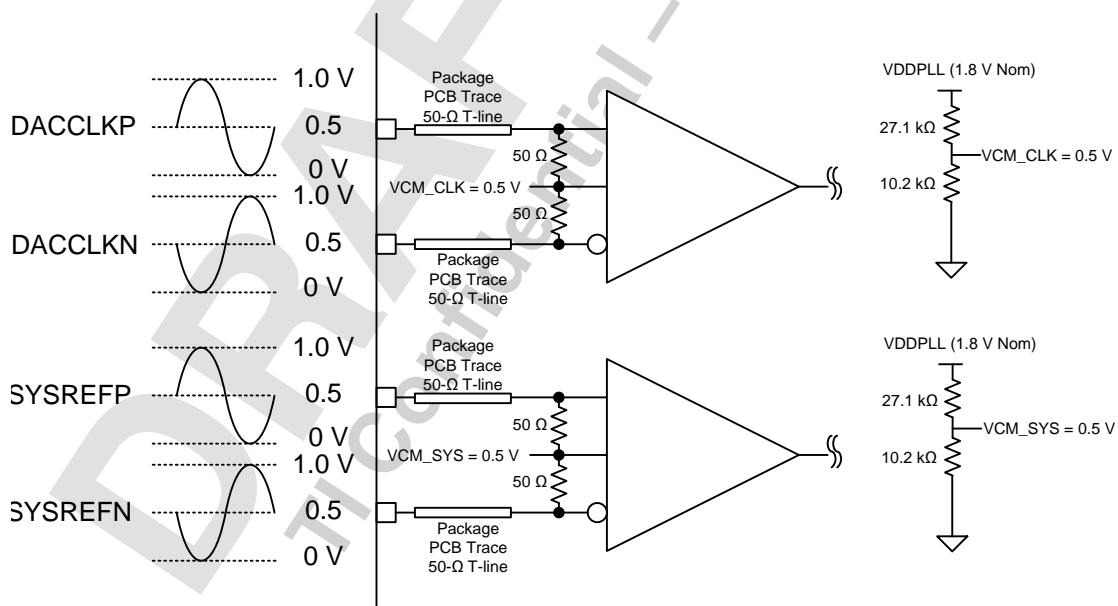 DRAFT
TI Confidential –
1.0 V
DACCLKP
0.5
0 V
1.0 V
DACCLKN
0.5
0 V
Package
PCB Trace
50-Ω T-line
50 Ω
VCM_CLK = 0.5 V
50 Ω
Package
PCB Trace
50-Ω T-line
VDDPLL (1.8 V Nom)
27.1 kΩ
VCM_CLK = 0.5 V
10.2 kΩ
1.0 V
SYSREFP
0.5
0 V
1.0 V
SYSREFN
0.5
0 V
Package
PCB Trace
50-Ω T-line
50 Ω
VCM_SYS = 0.5 V
50 Ω
Package
PCB Trace
50-Ω T-line
VDDPLL (1.8 V Nom)
27.1 kΩ
VCM_SYS = 0.5 V
10.2 kΩ